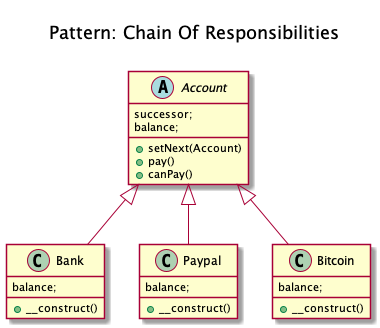 Pattern: Chain Of Responsibilities
A Account
successor;
balance;
setNext(Account)
pay()
canPay()
C Bank
balance;
__construct()
C Paypal
balance;
__construct()
C Bitcoin
balance;
__construct()